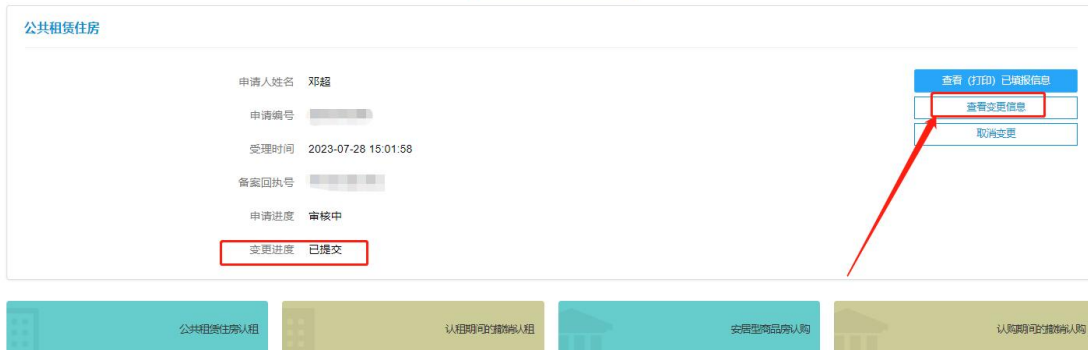 公共租赁住房
申请人姓名 邓超
查看（打印）已填报信息
申请编号
查看变更信息
受理时间 2023-07-28 15:01:58
取消变更
备案回执号
申请进度 审核中
变更进度 已提交
公共租赁住房认租
认租期间的撤销认租
安居型商品房认购
认购期间的撤销认购